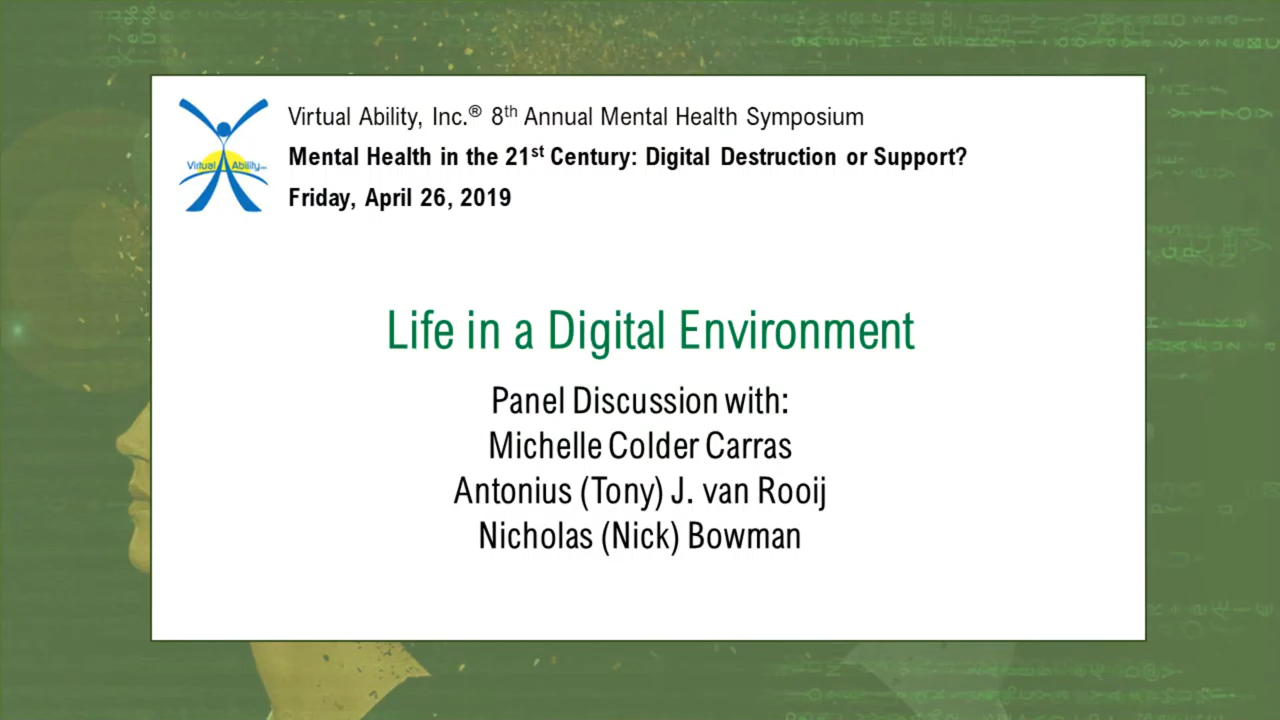 Virtual Ability, Inc.® 8th Annual Mental Health Symposium
Mental Health in the 21st Century: Digital Destruction or Support?
Friday, April 26, 2019
Virtual Ability
Life in a Digital Environment
Panel Discussion with:
Michelle Colder Carras
Antonius (Tony) J. van Rooij
Nicholas (Nick) Bowman